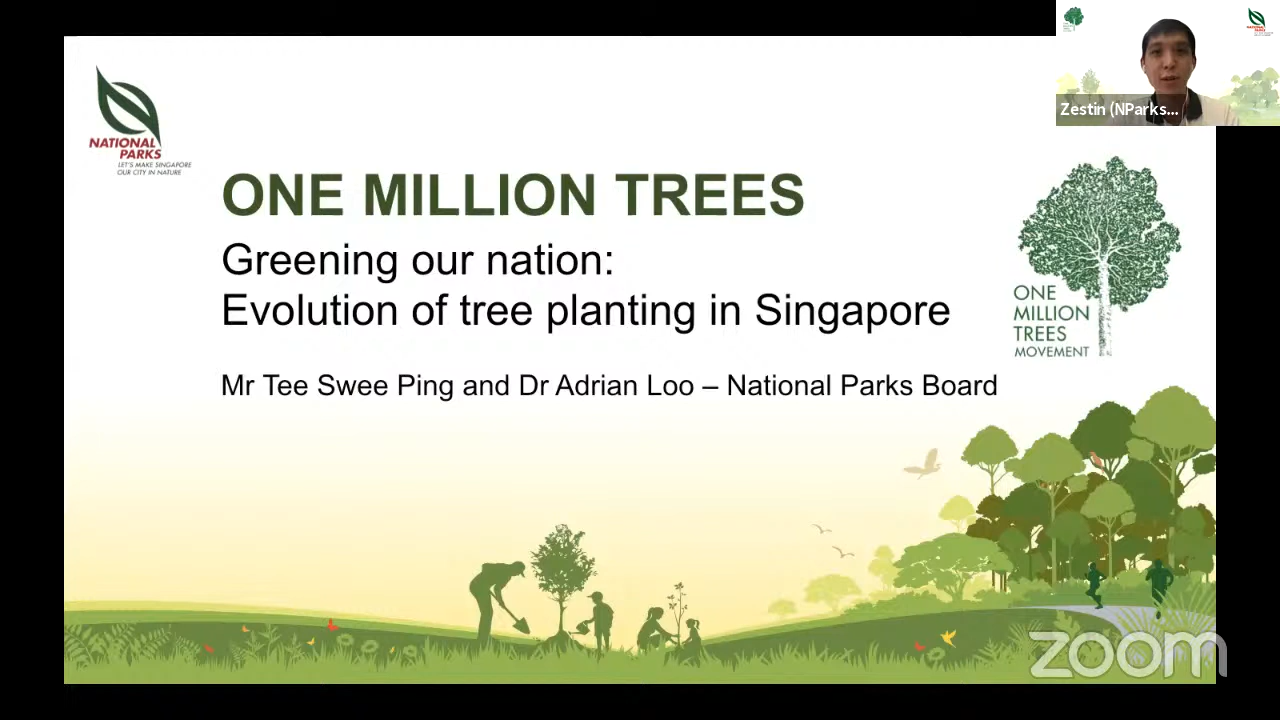 NATIONAL
PARKS
LET'S MAKE SINGAPORE
OUR CITY IN NATURE
ONE MILLION TREES
Greening our nation:
Evolution of tree planting in Singapore
Mr Tee Swee Ping and Dr Adrian Loo – National Parks Board
Zestin (NParks...
ONE
MILLION
TREES
MOVEMENT
zoom